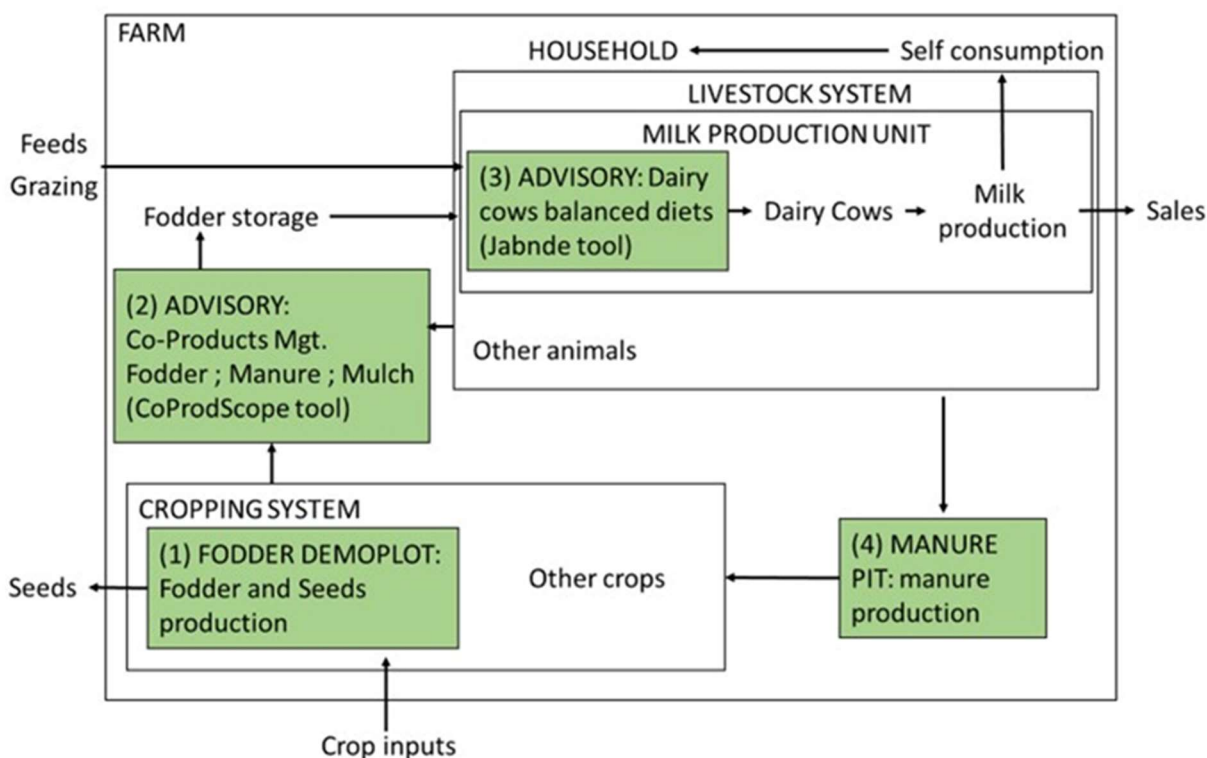 FARM
HOUSEHOLD
Self consumption
LIVESTOCK SYSTEM
MILK PRODUCTION UNIT
Feeds
Grazing
(3) ADVISORY: Dairy
cows balanced diets
(Jabnde tool)
Dairy Cows
Milk
production
Sales
Fodder storage
(2) ADVISORY:
Co-Products Mgt.
Fodder ; Manure ; Mulch
(CoProdScope tool)
Other animals
CROPPING SYSTEM
(1) FODDER DEMOPLOT:
Fodder and Seeds
production
Seeds
Other crops
(4) MANURE
PIT: manure
production
Crop inputs